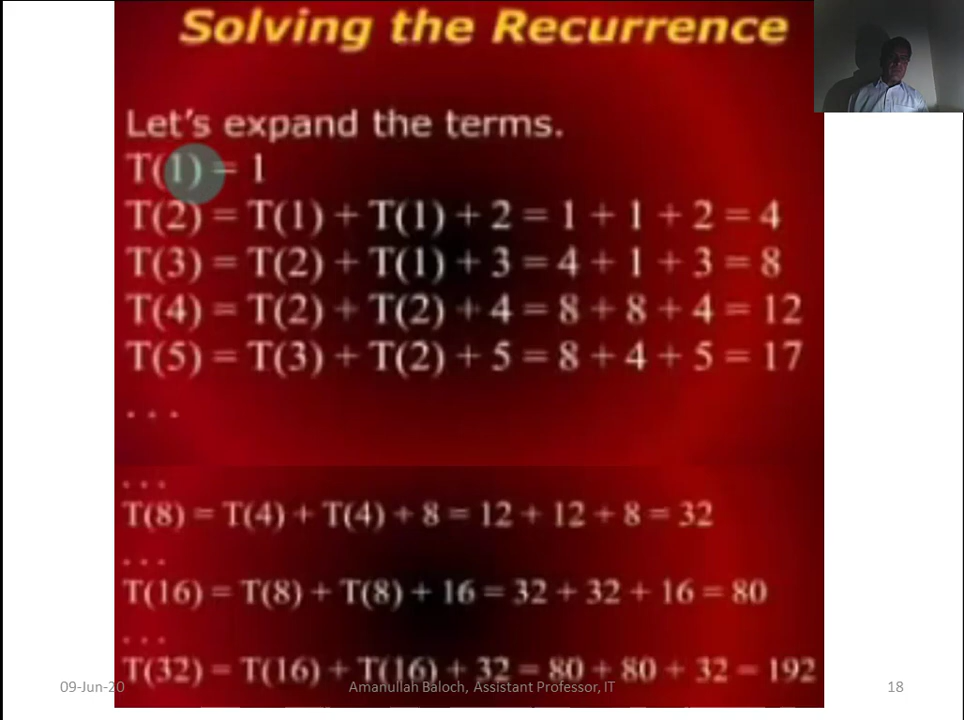 Solving the Recurrence
Let's expand the terms.
T(1) = 1
T(2) = T(1) + T(1) + 2 = 1 + 1 + 2 = 4
T(3) = T(2) + T(1) + 3 = 4 + 1 + 3 = 8
T(4) = T(2) + T(2) + 4 = 8 + 8 + 4 = 12
T(5) = T(3) + T(2) + 5 = 8 + 4 + 5 = 17
. . .
. . .
T(8) = T(4) + T(4) + 8 = 12 + 12 + 8 = 32
. . .
T(16) = T(8) + T(8) + 16 = 32 + 32 + 16 = 80
. . .
T(32) = T(16) + T(16) + 32 = 80 + 80 + 32 = 192
09-Jun-20
Amanullah Baloch, Assistant Professor, IT
18